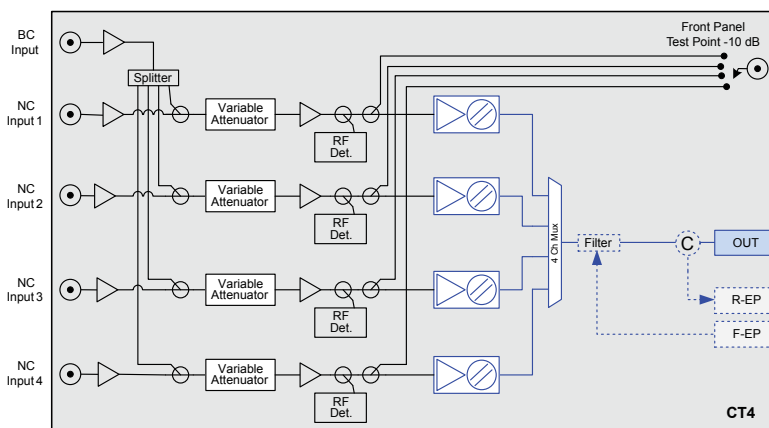 BC
Input
Front Panel
Test Point -10 dB
Splitter
NC
Input 1
Variable
Attenuator
RF
Det.
NC
Input 2
Variable
Attenuator
RF
Det.
4 Ch Mux
Filter
C
OUT
NC
Input 3
Variable
Attenuator
RF
Det.
R-EP
F-EP
NC
Input 4
Variable
Attenuator
RF
Det.
CT4